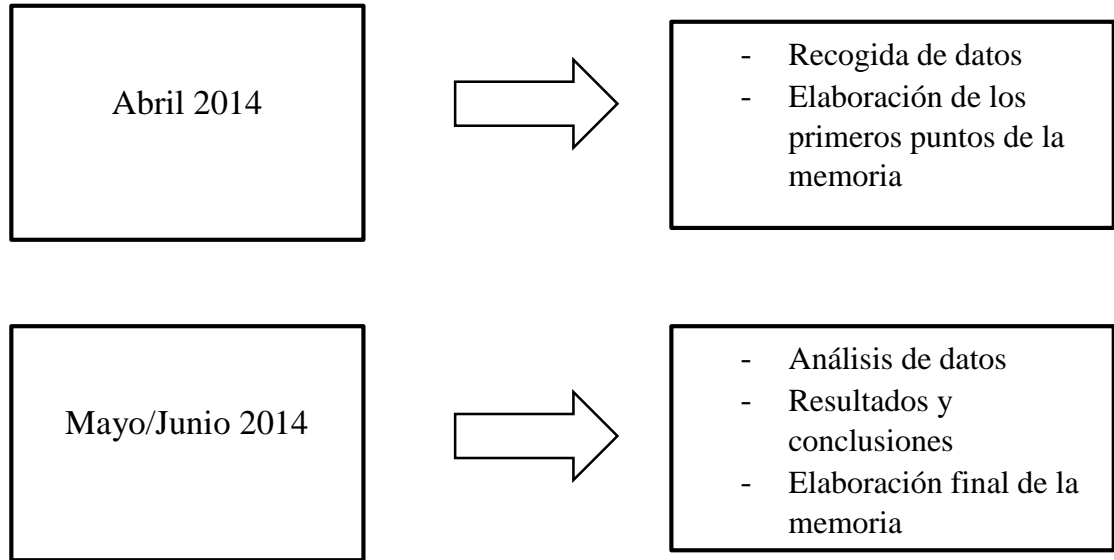 Abril 2014
- Recogida de datos
- Elaboración de los
primeros puntos de la
memoria
Mayo/Junio 2014
- Análisis de datos
- Resultados y
conclusiones
- Elaboración final de la
memoria